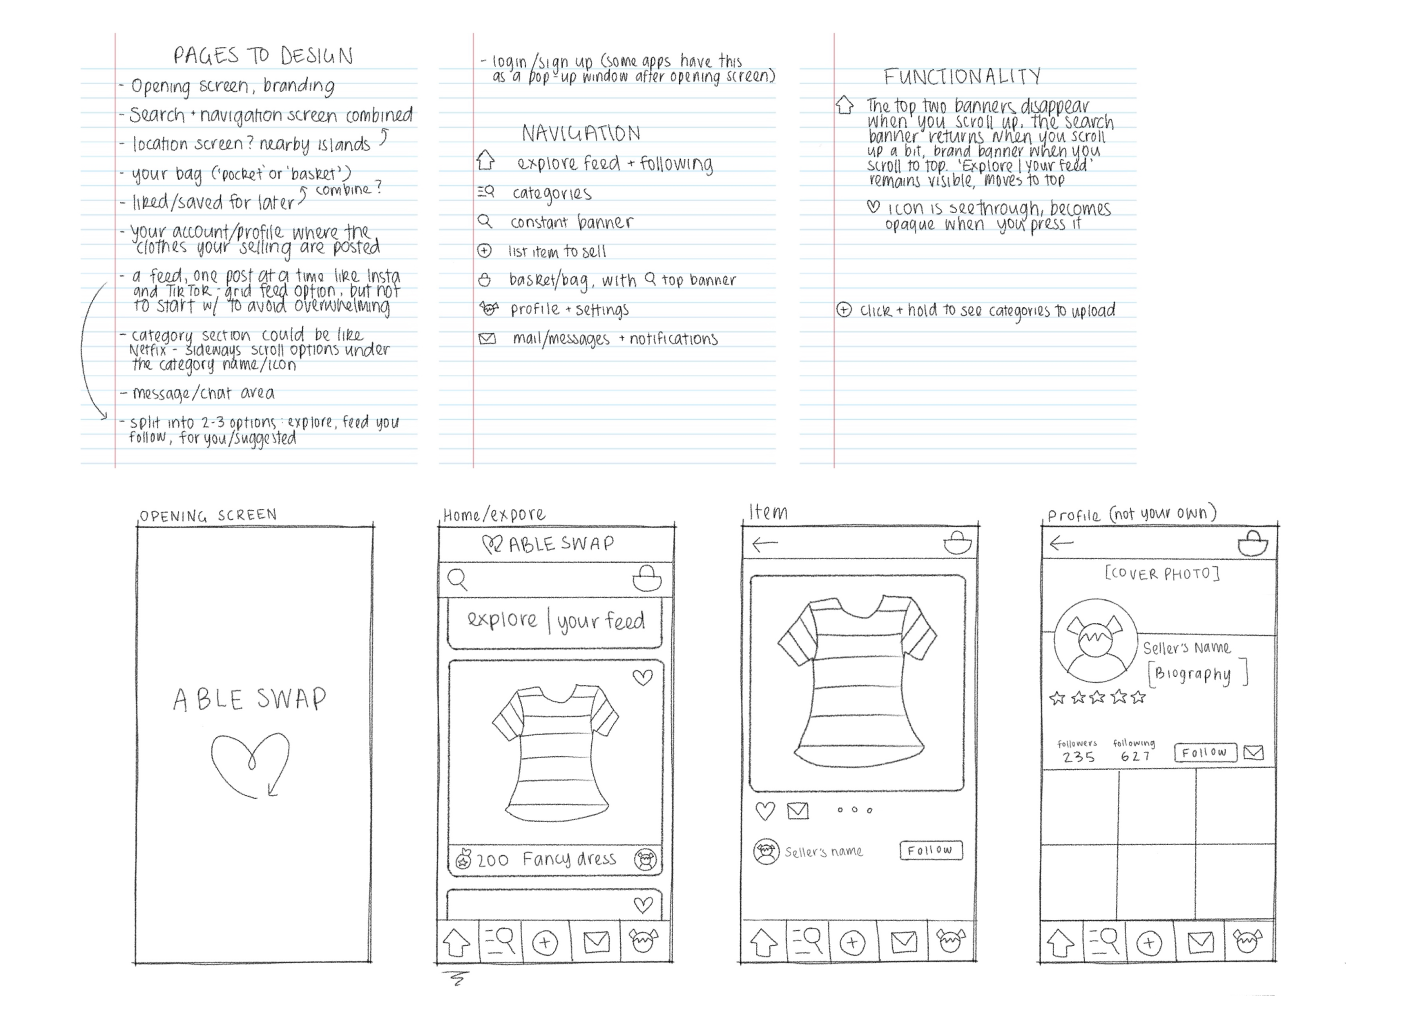 PAGES TO DESIGN
- Opening screen, branding
- Search + navigation screen combined
- location screen? nearby islands
- your bag ('pocket' or 'basket')
combine?
- liked/saved for later
- your account/profile where the
clothes your selling are posted
- a feed, one post at a time like Insta
and TikTok - grid feed option, but not
to start w/ to avoid overwhelming
- category section could be like
Netfix - sideways scroll options under
the category name/icon
- message/chat area
- split into 2-3 options: explore, feed you
follow, for you/suggested
- login/sign up (some apps have this
as a pop-up window after opening screen)
NAVIGATION
explore feed + following
categories
constant banner
list item to sell
basket/bag, with top banner
profile + settings
mail/messages + notifications
FUNCTIONALITY
The top two banners disappear
when you scroll up. the search
banner returns when you scroll
up a bit, brand banner when you
scroll to top. 'Explore | your feed'
remains visible, moves to top
icon is seethrough, becomes
opaque when you press it
click + hold to see categories to upload
OPENING SCREEN
ABLE SWAP
Home/expore
ABLE SWAP
explore | your feed
200 Fancy dress
Item
Seller's name
Follow
Profile (not your own)
[COVER PHOTO]
Seller's Name
[Biography ]
followers following
235 627
Follow